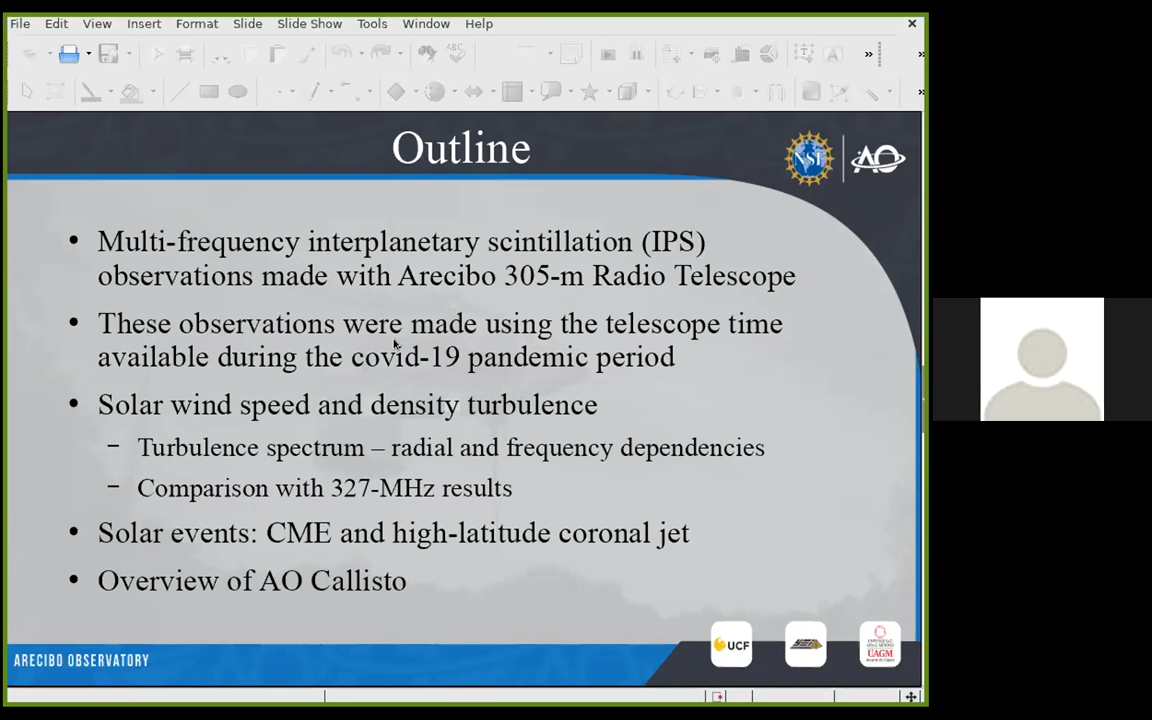 File Edit View Insert Format Slide Slide Show Tools Window Help
ABC
A
Outline
NSF
AO
• Multi-frequency interplanetary scintillation (IPS)
observations made with Arecibo 305-m Radio Telescope
• These observations were made using the telescope time
available during the covid-19 pandemic period
• Solar wind speed and density turbulence
– Turbulence spectrum – radial and frequency dependencies
– Comparison with 327-MHz results
• Solar events: CME and high-latitude coronal jet
• Overview of AO Callisto
UCF
UAGM
ARECIBO OBSERVATORY